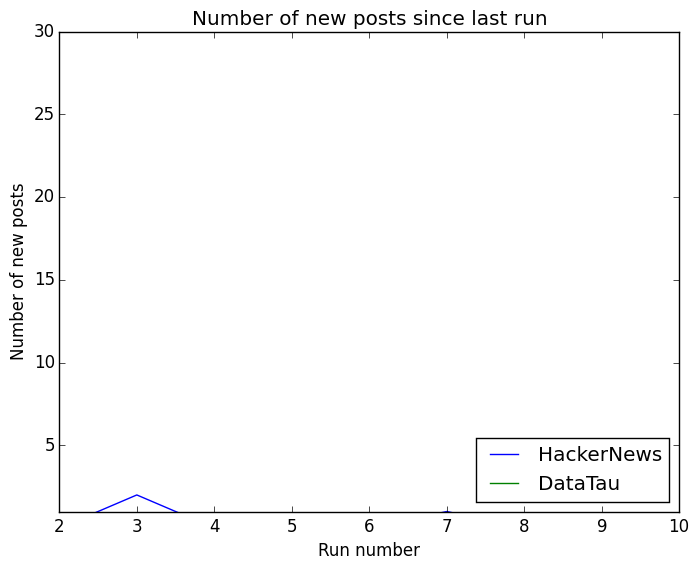 Number of new posts since last run
30
25
20
15
10
5
Number of new posts
HackerNews
DataTau
2 3 4 5 6 7 8 9 10
Run number